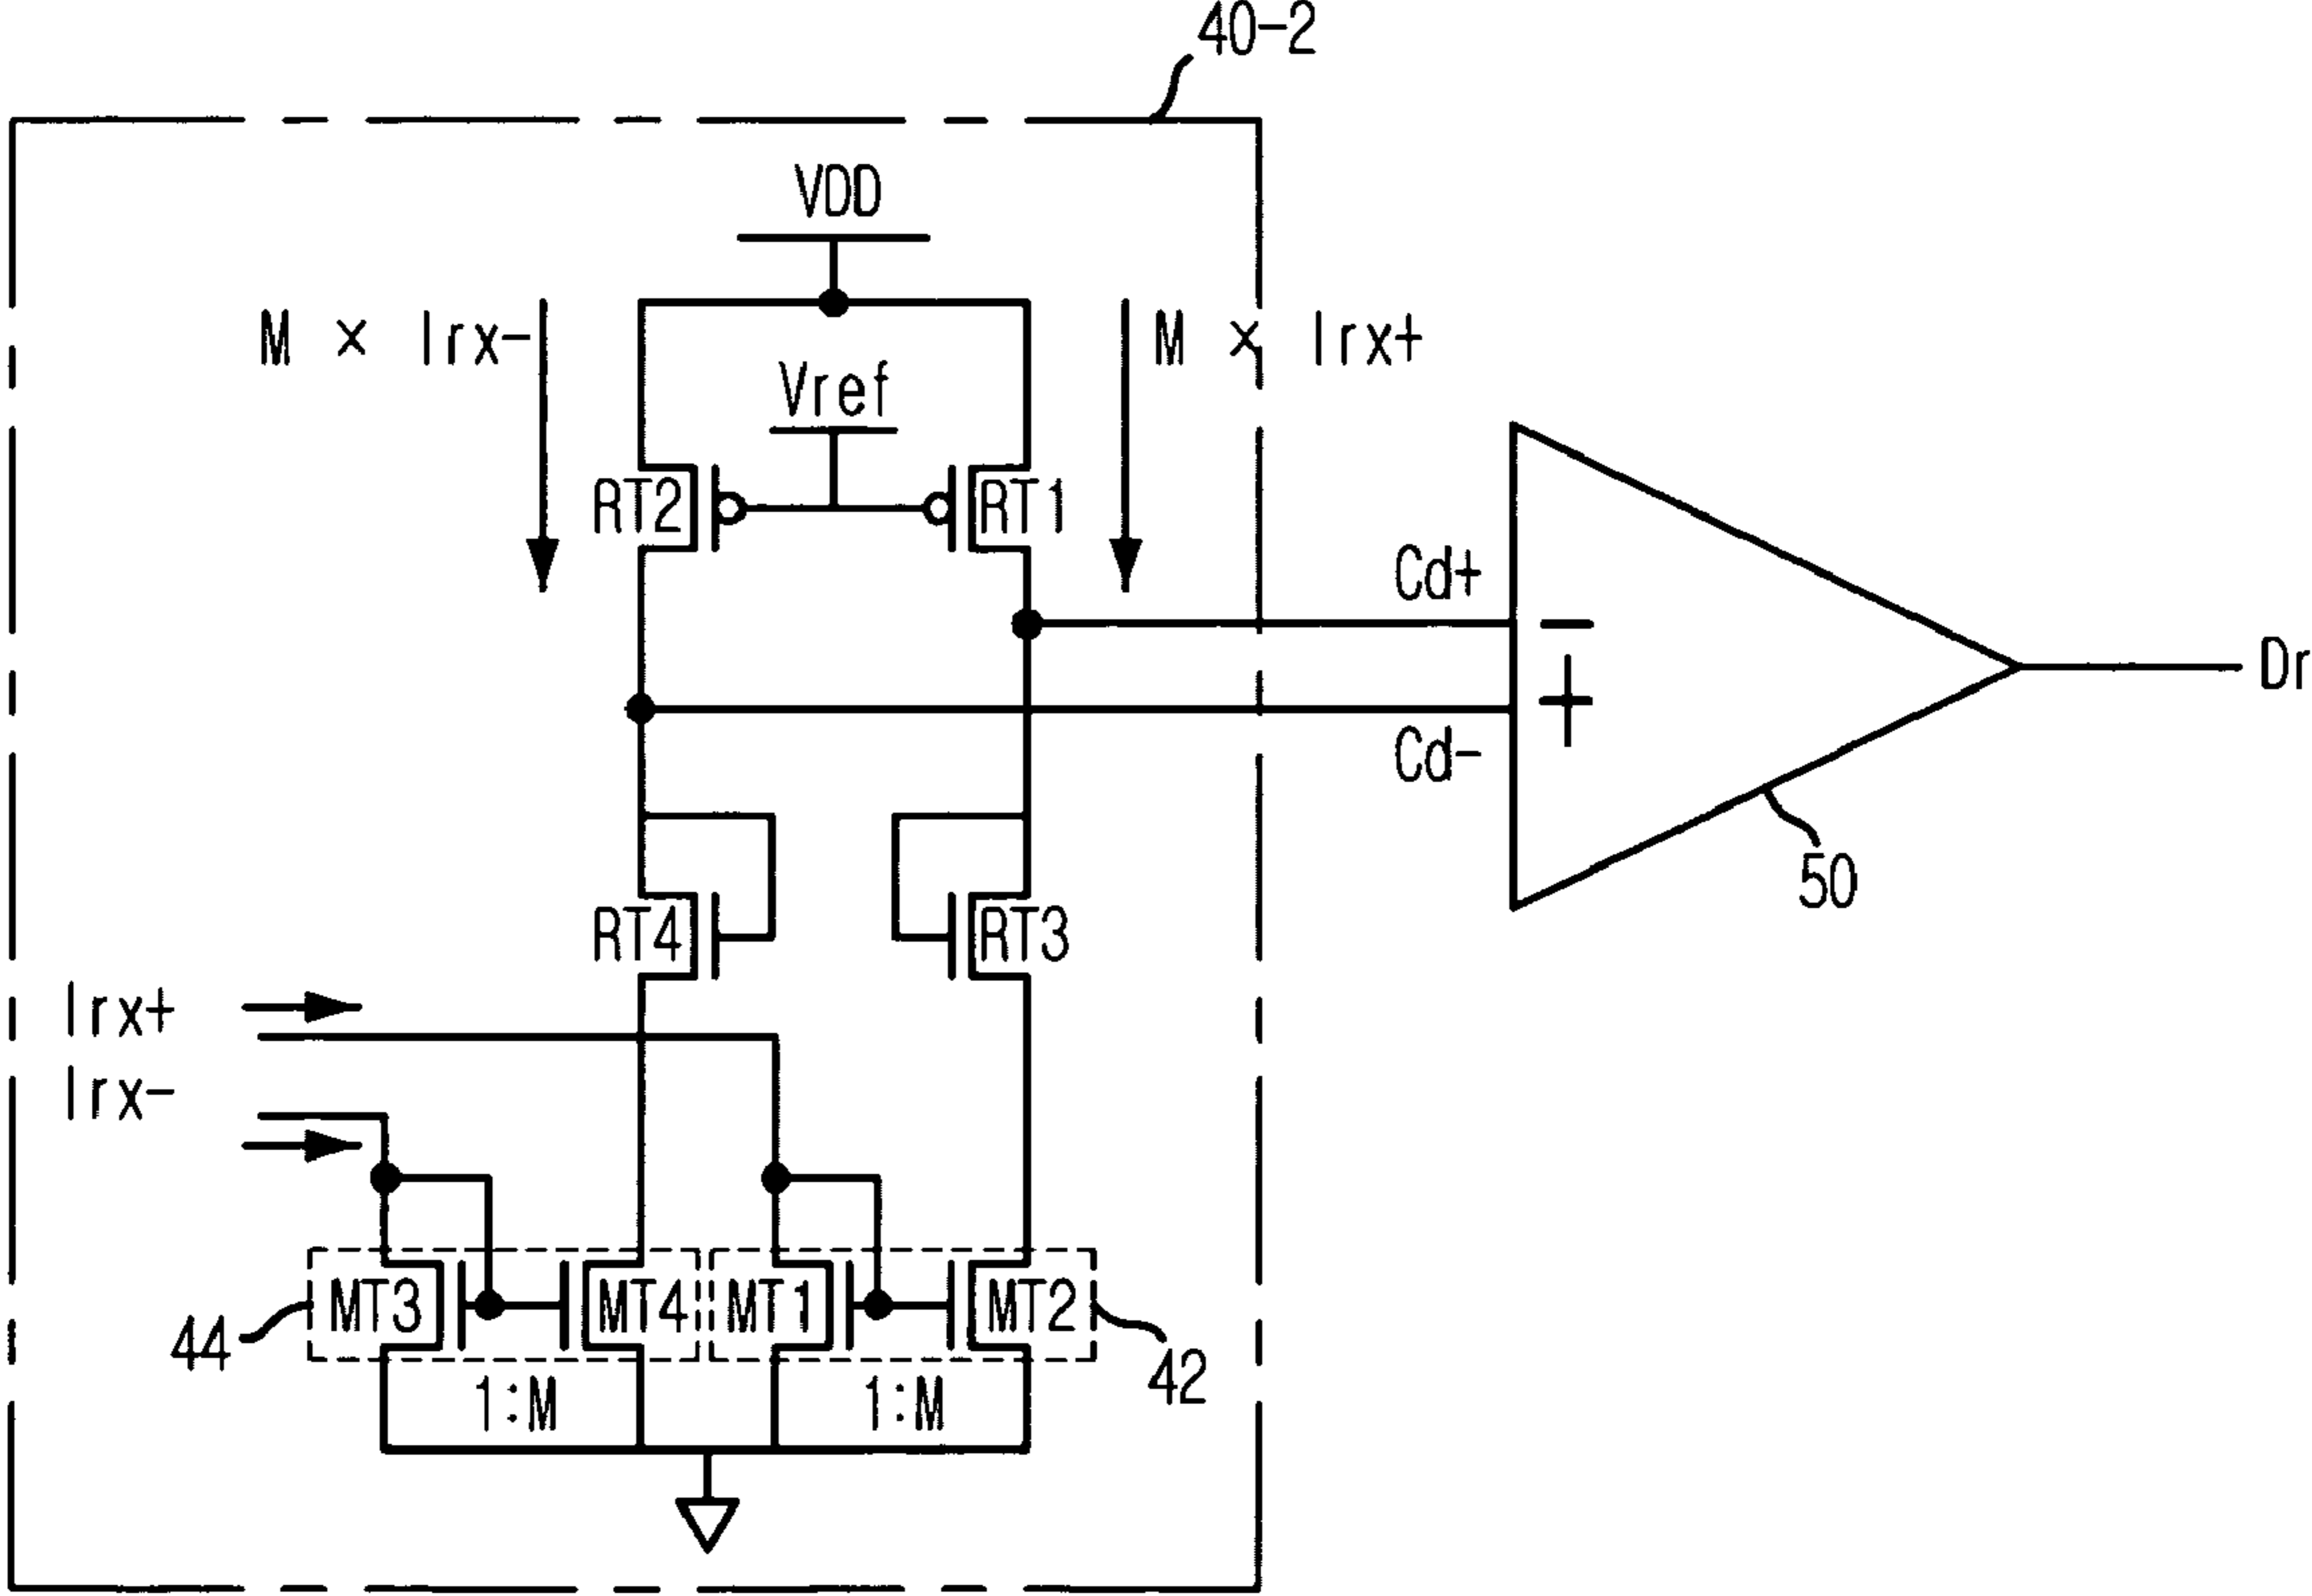 40-2
VDD
M × Irx-
M × Irx+
Vref
RT2
RT1
Cd+
−
+
Cd-
Dr
50
RT4
RT3
Irx+
Irx-
MT3
MT4
MT1
MT2
44
42
1:M
1:M